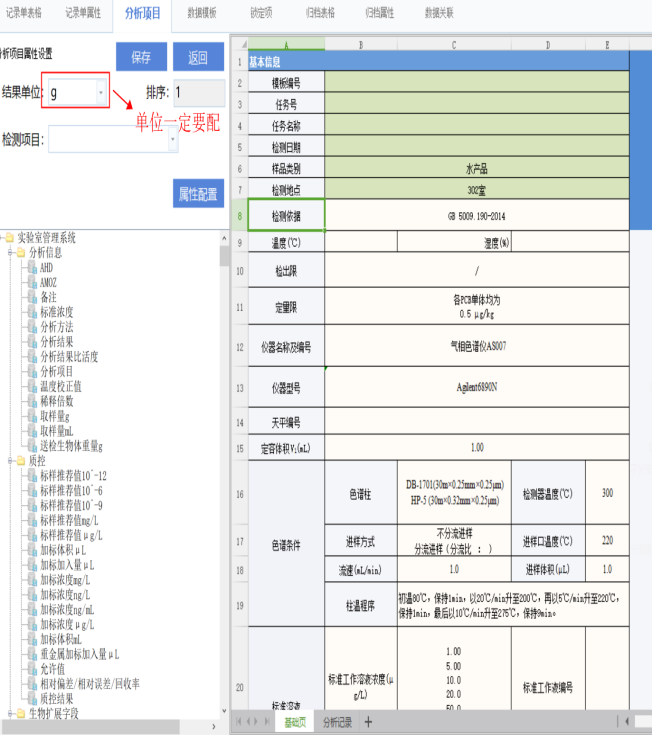 记录单表格 记录单属性 分析项目 数据模板 锁定项 归档表格 归档属性 数据关联
分析项目属性设置
保存 返回
结果单位: g 排序: 1
单位一定要配
检测项目:
属性配置
实验室管理系统
分析信息
AHD
AMOZ
备注
标准浓度
分析方法
分析结果
分析结果比活度
分析项目
温度校正值
稀释倍数
取样量g
取样量mL
送检生物体重量g
质控
标样推荐值10^-12
标样推荐值10^-6
标样推荐值10^-9
标样推荐值mg/L
标样推荐值μg/L
加标体积μL
加标加入量μL
加标浓度mg/L
加标浓度ng/L
加标浓度ng/mL
加标浓度μg/L
加标体积mL
重金属加标加入量μL
允许值
相对偏差/相对误差/回收率
质控结果
生物扩展字段
A B C D E
1 基本信息
2 模板编号
3 任务号
4 任务名称
5 检测日期
6 样品类别 水产品
7 检测地点 302室
8 检测依据 GB 5009.190-2014
9 温度(℃) 湿度(%)
10 检出限 /
11 定量限 各PCB单体均为
0.5 μg/kg
12 仪器名称及编号 气相色谱仪AS007
13 仪器型号 Agilent6890N
14 天平编号
15 定容体积V₁(mL) 1.00
16 色谱柱 DB-1701(30m×0.25mm×0.25μm)
HP-5 (30m×0.32mm×0.25μm) 检测器温度(℃) 300
色谱条件
17 进样方式 不分流进样
分流进样（分流比 ： ） 进样口温度(℃) 220
18 流速(mL/min) 1.0 进样体积(μL) 1.0
19 柱温程序 初温80℃，保持1min，以20℃/min升至200℃，再以5℃/min升至220℃，
保持1min，最后以10℃/min升至275℃，保持9min。
20 标准溶液 标准工作溶液浓度(μ
g/L) 标准工作液编号
1.00
5.00
10.0
20.0
50.0
基础页 分析记录 +